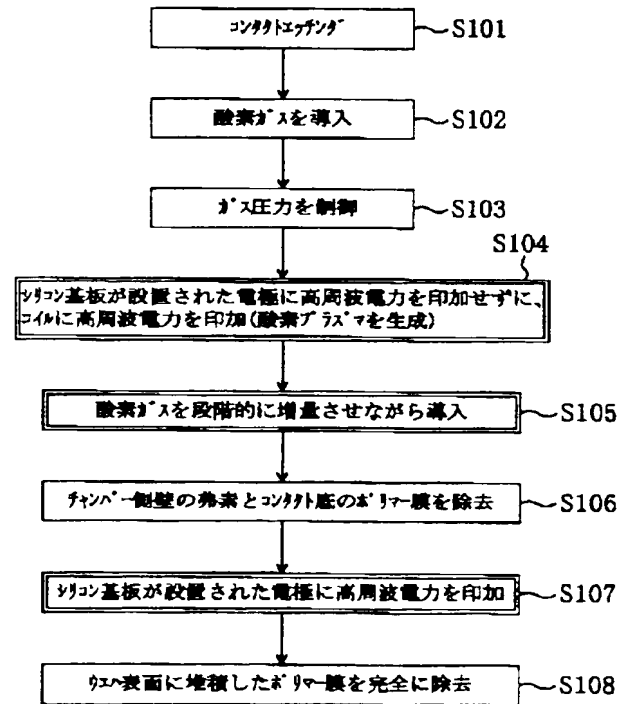 コンタクトエッチング S101
酸素ガスを導入 S102
ガス圧力を制御 S103
S104
シリコン基板が設置された電極に高周波電力を印加せずに、
コイルに高周波電力を印加(酸素プラズマを生成)
酸素ガスを段階的に増量させながら導入 S105
チャンバー側壁の弗素とコンタクト底のポリマー膜を除去 S106
シリコン基板が設置された電極に高周波電力を印加 S107
ウエハ表面に堆積したポリマー膜を完全に除去 S108